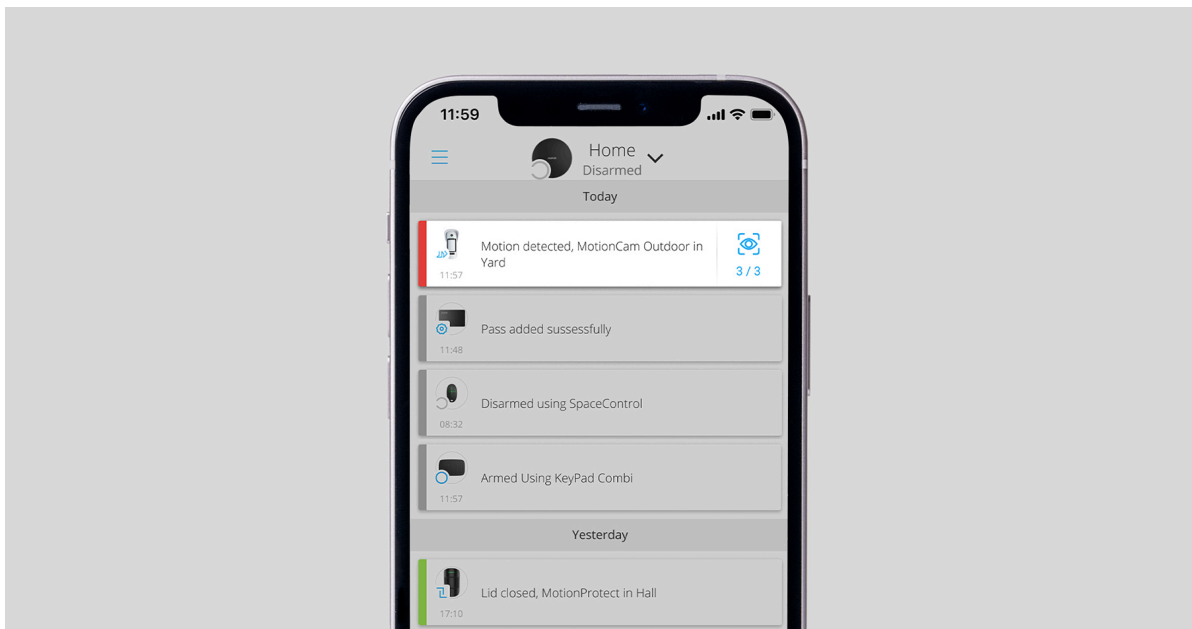 11:59
Home
Disarmed
Today
Motion detected, MotionCam Outdoor in
Yard
11:57
3 / 3
Pass added sussessfully
11:48
Disarmed using SpaceControl
08:32
Armed Using KeyPad Combi
11:57
Yesterday
Lid closed, MotionProtect in Hall
17:10